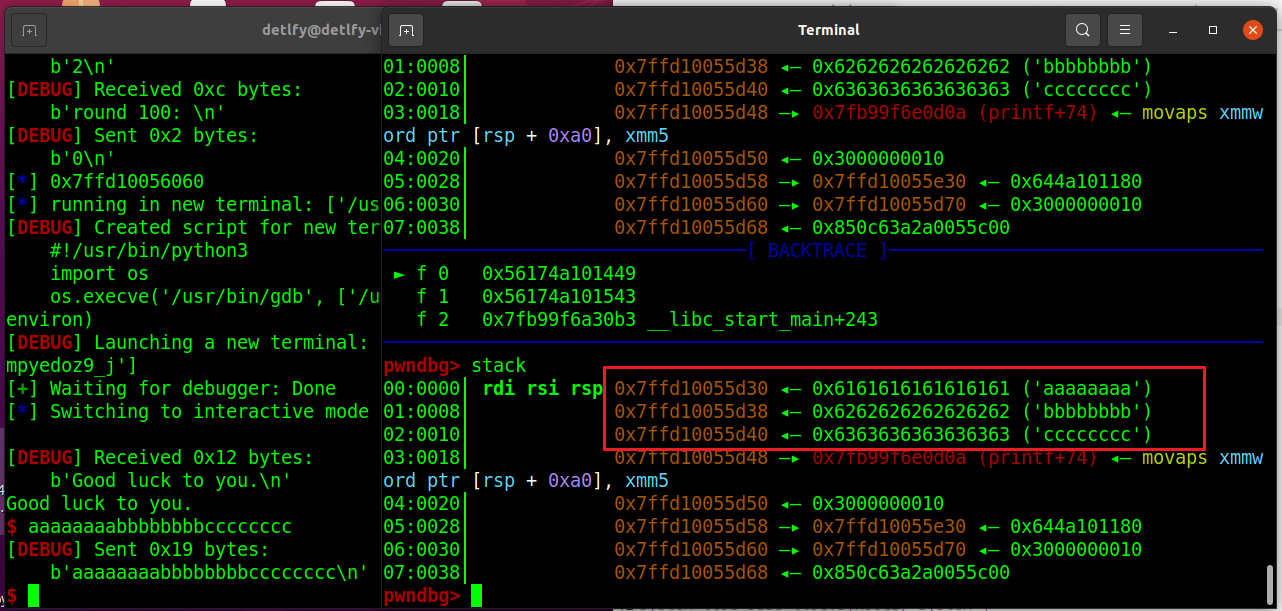 detlfy@detlfy-vi
b'2\n'
[DEBUG] Received 0xc bytes:
b'round 100: \n'
[DEBUG] Sent 0x2 bytes:
b'0\n'
[*] 0x7ffd10056060
[*] running in new terminal: ['/us
[DEBUG] Created script for new ter
#!/usr/bin/python3
import os
os.execve('/usr/bin/gdb', ['/u
environ)
[DEBUG] Launching a new terminal:
mpyedoz9_j']
[+] Waiting for debugger: Done
[*] Switching to interactive mode
[DEBUG] Received 0x12 bytes:
b'Good luck to you.\n'
Good luck to you.
$ aaaaaaaabbbbbbbbcccccccc
[DEBUG] Sent 0x19 bytes:
b'aaaaaaaabbbbbbbbcccccccc\n'
$
Terminal
01:0008│ 0x7ffd10055d38 ◂— 0x6262626262626262 ('bbbbbbbb')
02:0010│ 0x7ffd10055d40 ◂— 0x6363636363636363 ('cccccccc')
03:0018│ 0x7ffd10055d48 —▸ 0x7fb99f6e0d0a (printf+74) ◂— movaps xmmw
ord ptr [rsp + 0xa0], xmm5
04:0020│ 0x7ffd10055d50 ◂— 0x3000000010
05:0028│ 0x7ffd10055d58 —▸ 0x7ffd10055e30 ◂— 0x644a101180
06:0030│ 0x7ffd10055d60 —▸ 0x7ffd10055d70 ◂— 0x3000000010
07:0038│ 0x7ffd10055d68 ◂— 0x850c63a2a0055c00
[ BACKTRACE ]
► f 0 0x56174a101449
f 1 0x56174a101543
f 2 0x7fb99f6a30b3 __libc_start_main+243
pwndbg> stack
00:0000│ rdi rsi rsp 0x7ffd10055d30 ◂— 0x6161616161616161 ('aaaaaaaa')
01:0008│ 0x7ffd10055d38 ◂— 0x6262626262626262 ('bbbbbbbb')
02:0010│ 0x7ffd10055d40 ◂— 0x6363636363636363 ('cccccccc')
03:0018│ 0x7ffd10055d48 —▸ 0x7fb99f6e0d0a (printf+74) ◂— movaps xmmw
ord ptr [rsp + 0xa0], xmm5
04:0020│ 0x7ffd10055d50 ◂— 0x3000000010
05:0028│ 0x7ffd10055d58 —▸ 0x7ffd10055e30 ◂— 0x644a101180
06:0030│ 0x7ffd10055d60 —▸ 0x7ffd10055d70 ◂— 0x3000000010
07:0038│ 0x7ffd10055d68 ◂— 0x850c63a2a0055c00
pwndbg>